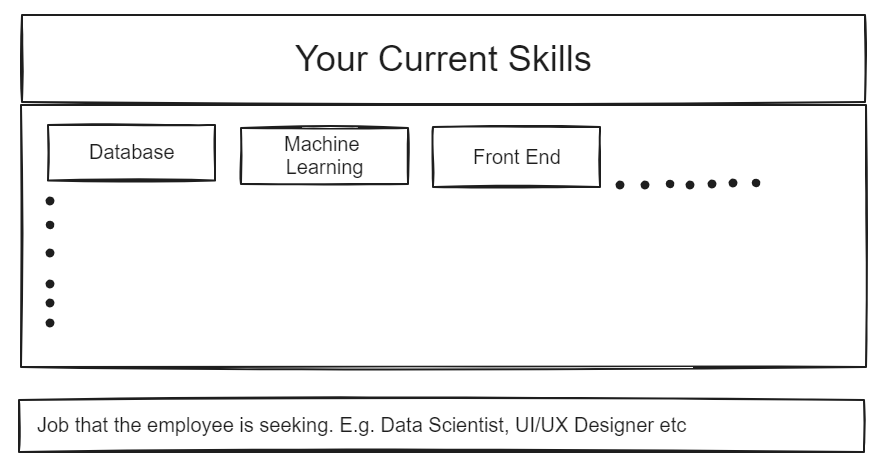 Your Current Skills
Database
Machine
Learning
Front End
Job that the employee is seeking. E.g. Data Scientist, UI/UX Designer etc